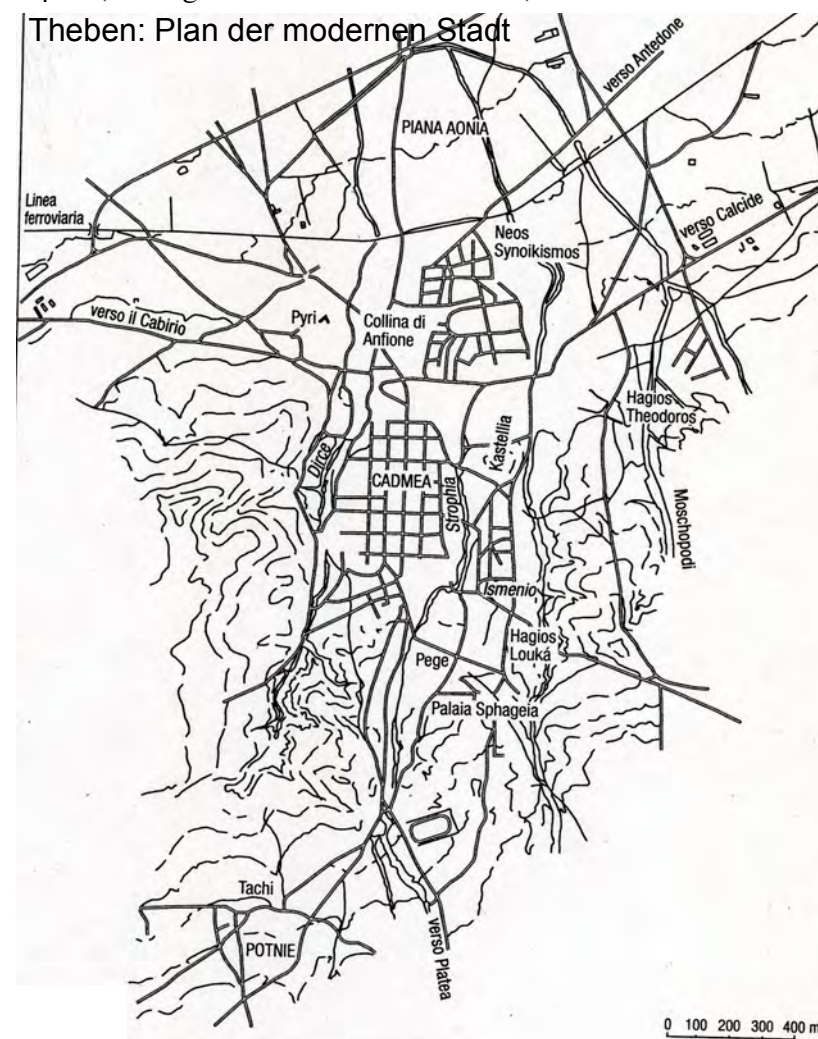 Theben: Plan der modernen Stadt
verso Antedone
PIANA AONIA
Linea
ferroviaria
verso Calcide
Neos
Synoikismos
verso il Cabirio
Pyri
Collina di
Anfione
Hagios
Theodoros
Kastellia
Dirce
CADMEA
Strophia
Moschopodi
Ismenio
Hagios
Louká
Pege
Palaia Sphageia
Tachi
POTNIE
verso Platea
0 100 200 300 400 m